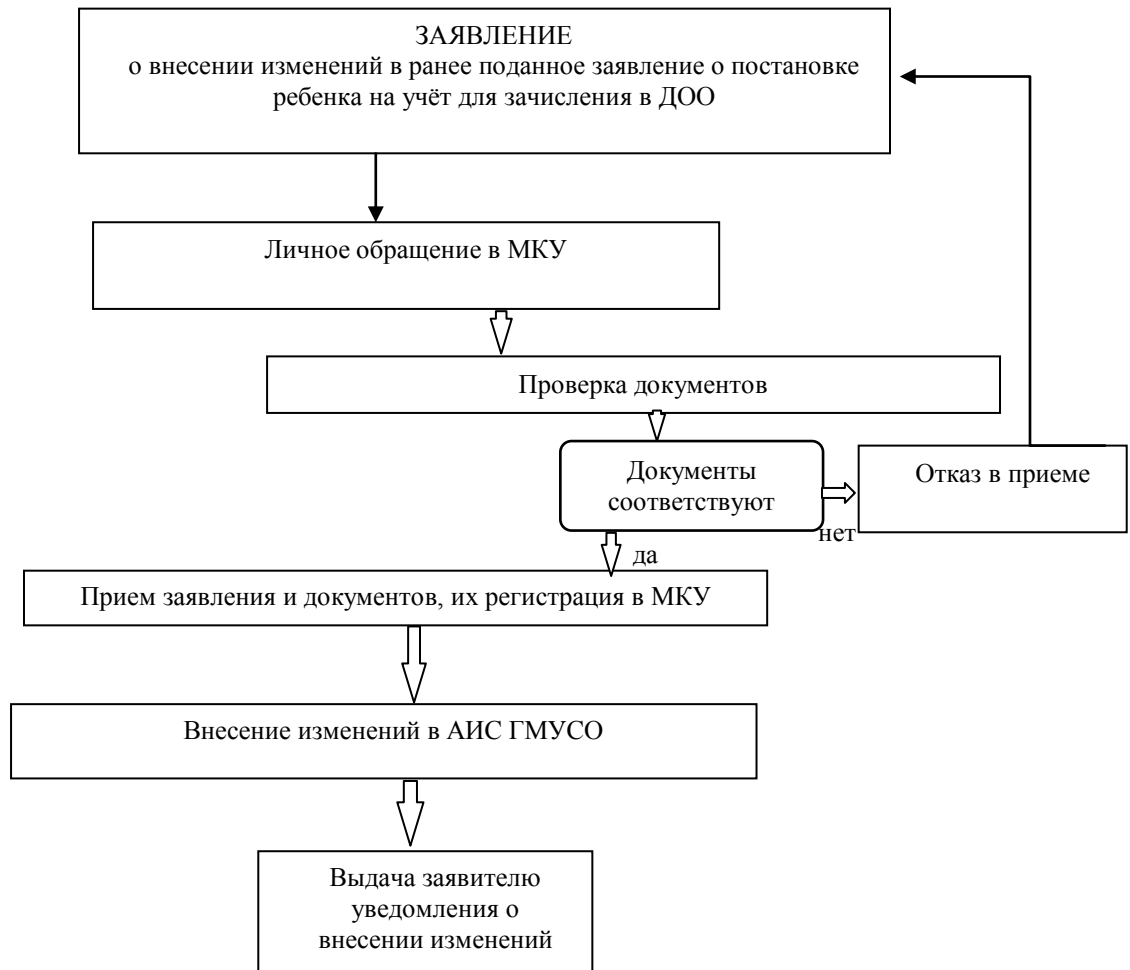 ЗАЯВЛЕНИЕ
о внесении изменений в ранее поданное заявление о постановке
ребенка на учёт для зачисления в ДОО
Личное обращение в МКУ
Проверка документов
Документы
соответствуют
Отказ в приеме
нет
да
Прием заявления и документов, их регистрация в МКУ
Внесение изменений в АИС ГМУСО
Выдача заявителю
уведомления о
внесении изменений